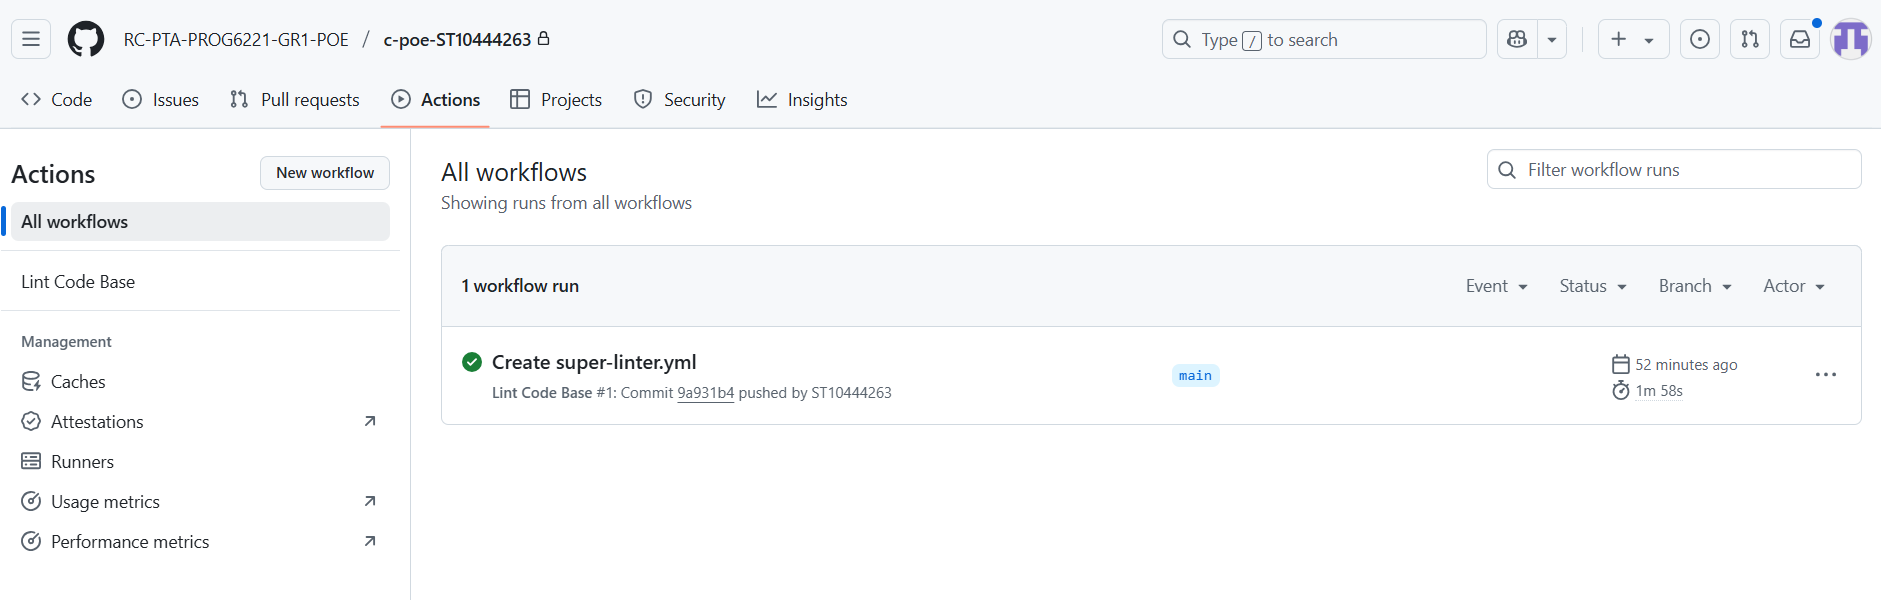 RC-PTA-PROG6221-GR1-POE / c-poe-ST10444263
Type / to search
Code
Issues
Pull requests
Actions
Projects
Security
Insights
Actions
New workflow
All workflows
Lint Code Base
Management
Caches
Attestations
Runners
Usage metrics
Performance metrics
All workflows
Showing runs from all workflows
Filter workflow runs
1 workflow run
Event
Status
Branch
Actor
Create super-linter.yml
Lint Code Base #1: Commit 9a931b4 pushed by ST10444263
main
52 minutes ago
1m 58s